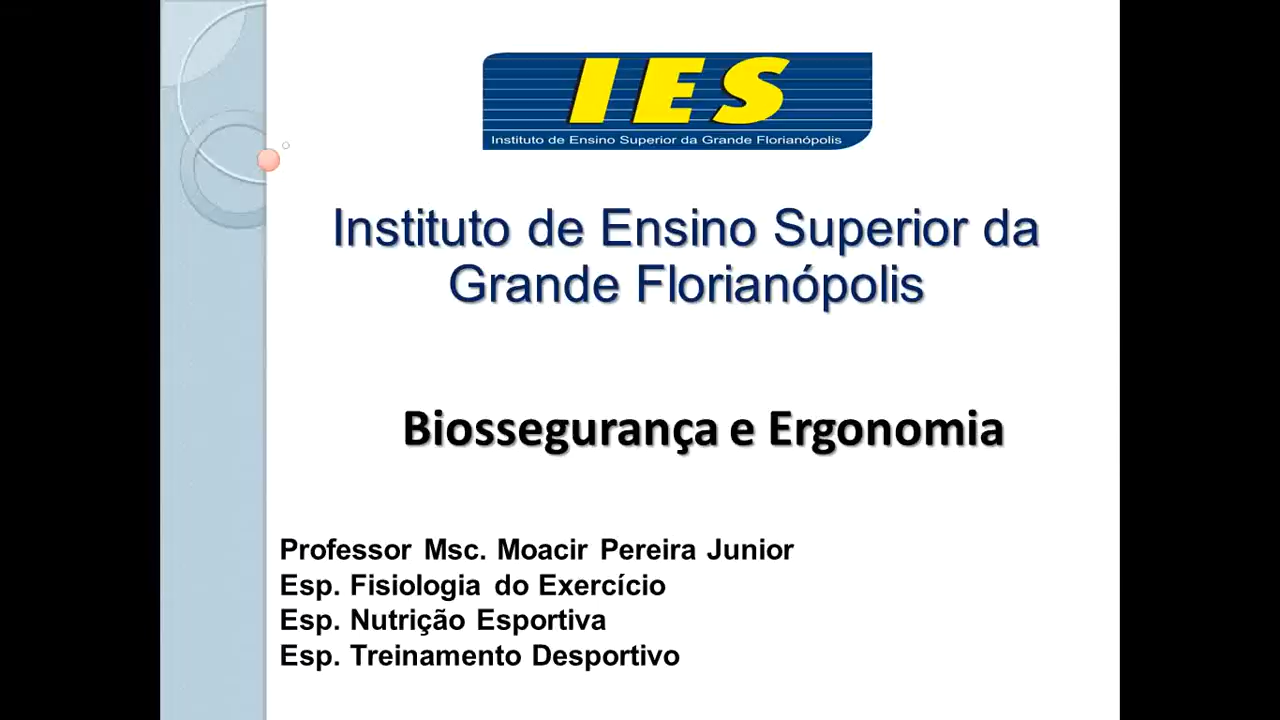 IES
Instituto de Ensino Superior da Grande Florianópolis
Instituto de Ensino Superior da
Grande Florianópolis
Biossegurança e Ergonomia
Professor Msc. Moacir Pereira Junior
Esp. Fisiologia do Exercício
Esp. Nutrição Esportiva
Esp. Treinamento Desportivo